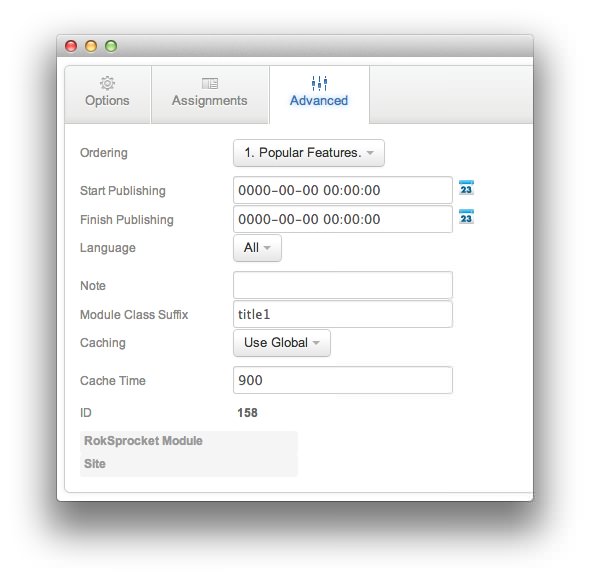 Options Assignments Advanced
Ordering 1. Popular Features.
Start Publishing 0000-00-00 00:00:00 23
Finish Publishing 0000-00-00 00:00:00 23
Language All
Note
Module Class Suffix title1
Caching Use Global
Cache Time 900
ID 158
RokSprocket Module
Site